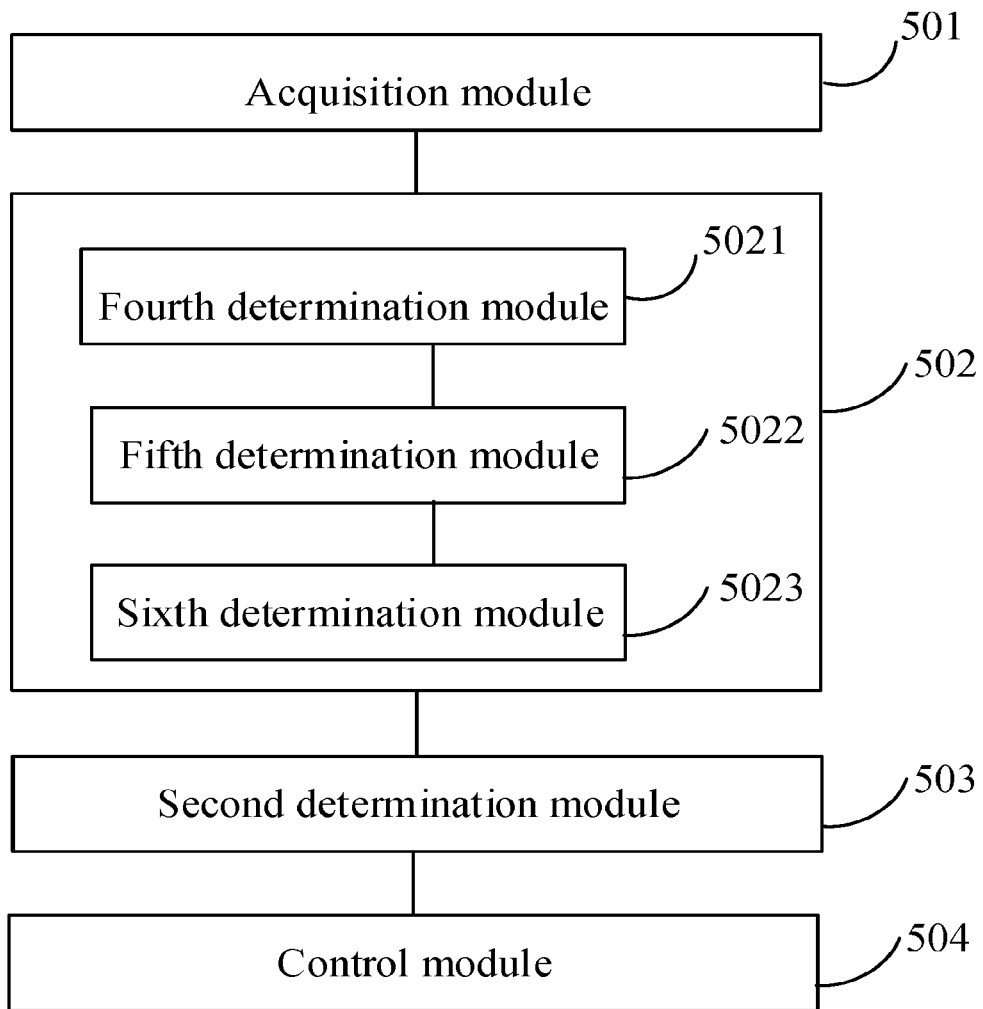 501
Acquisition module
5021
Fourth determination module
502
5022
Fifth determination module
5023
Sixth determination module
503
Second determination module
504
Control module